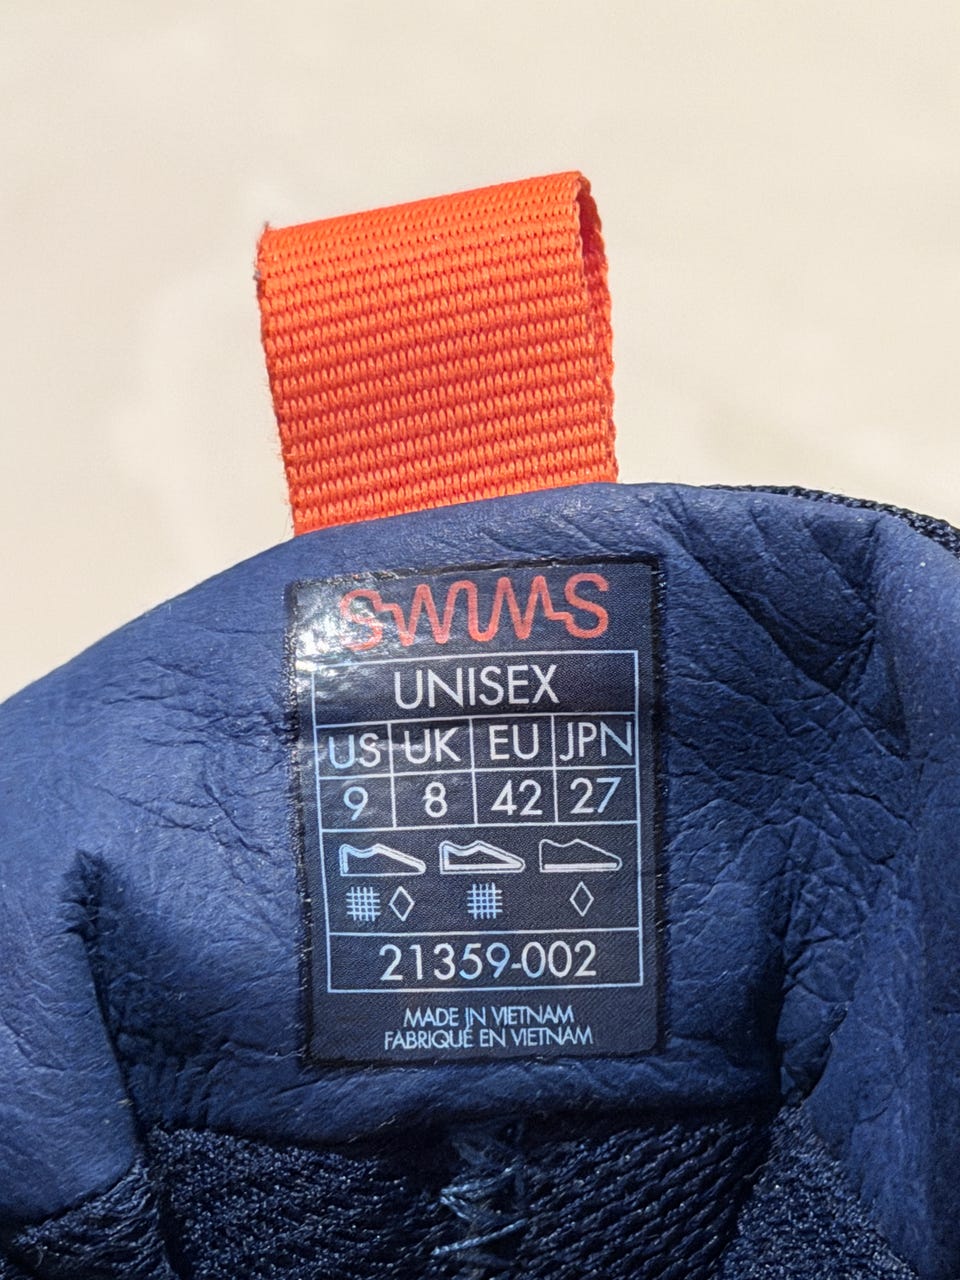 SWIMS
UNISEX
US UK EU JPN
9 8 42 27
21359-002
MADE IN VIETNAM
FABRIQUÉ EN VIETNAM